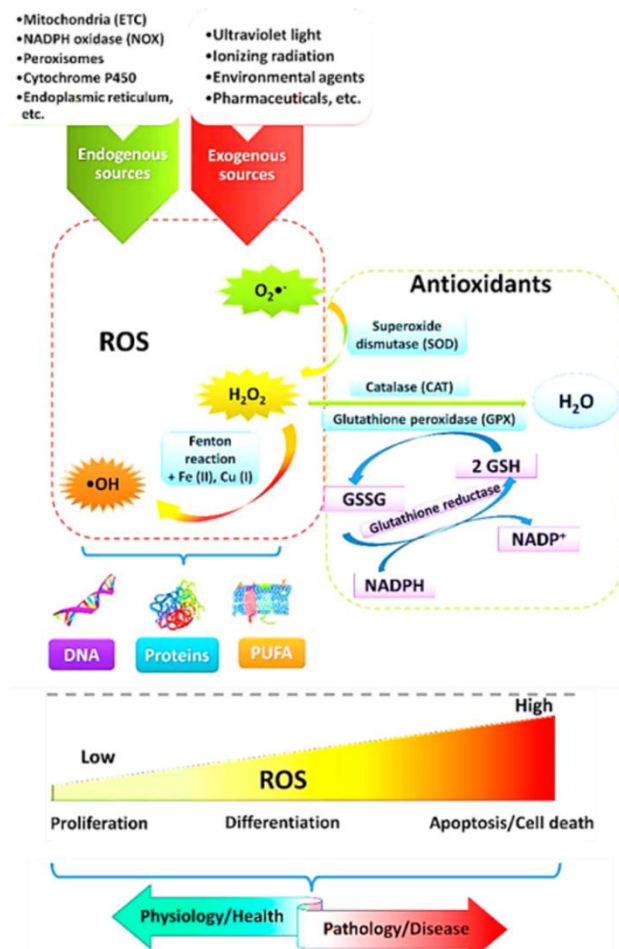 •Mitochondria (ETC)
•NADPH oxidase (NOX)
•Peroxisomes
•Cytochrome P450
•Endoplasmic reticulum,
etc.
•Ultraviolet light
•Ionizing radiation
•Environmental agents
•Pharmaceuticals, etc.
Endogenous
sources
Exogenous
sources
ROS
O₂•⁻
Antioxidants
Superoxide
dismutase (SOD)
H₂O₂
Catalase (CAT)
Glutathione peroxidase (GPX)
H₂O
Fenton
reaction
+ Fe (II), Cu (I)
•OH
2 GSH
GSSG
Glutathione reductase
NADP⁺
NADPH
DNA
Proteins
PUFA
High
Low
ROS
Proliferation
Differentiation
Apoptosis/Cell death
Physiology/Health
Pathology/Disease